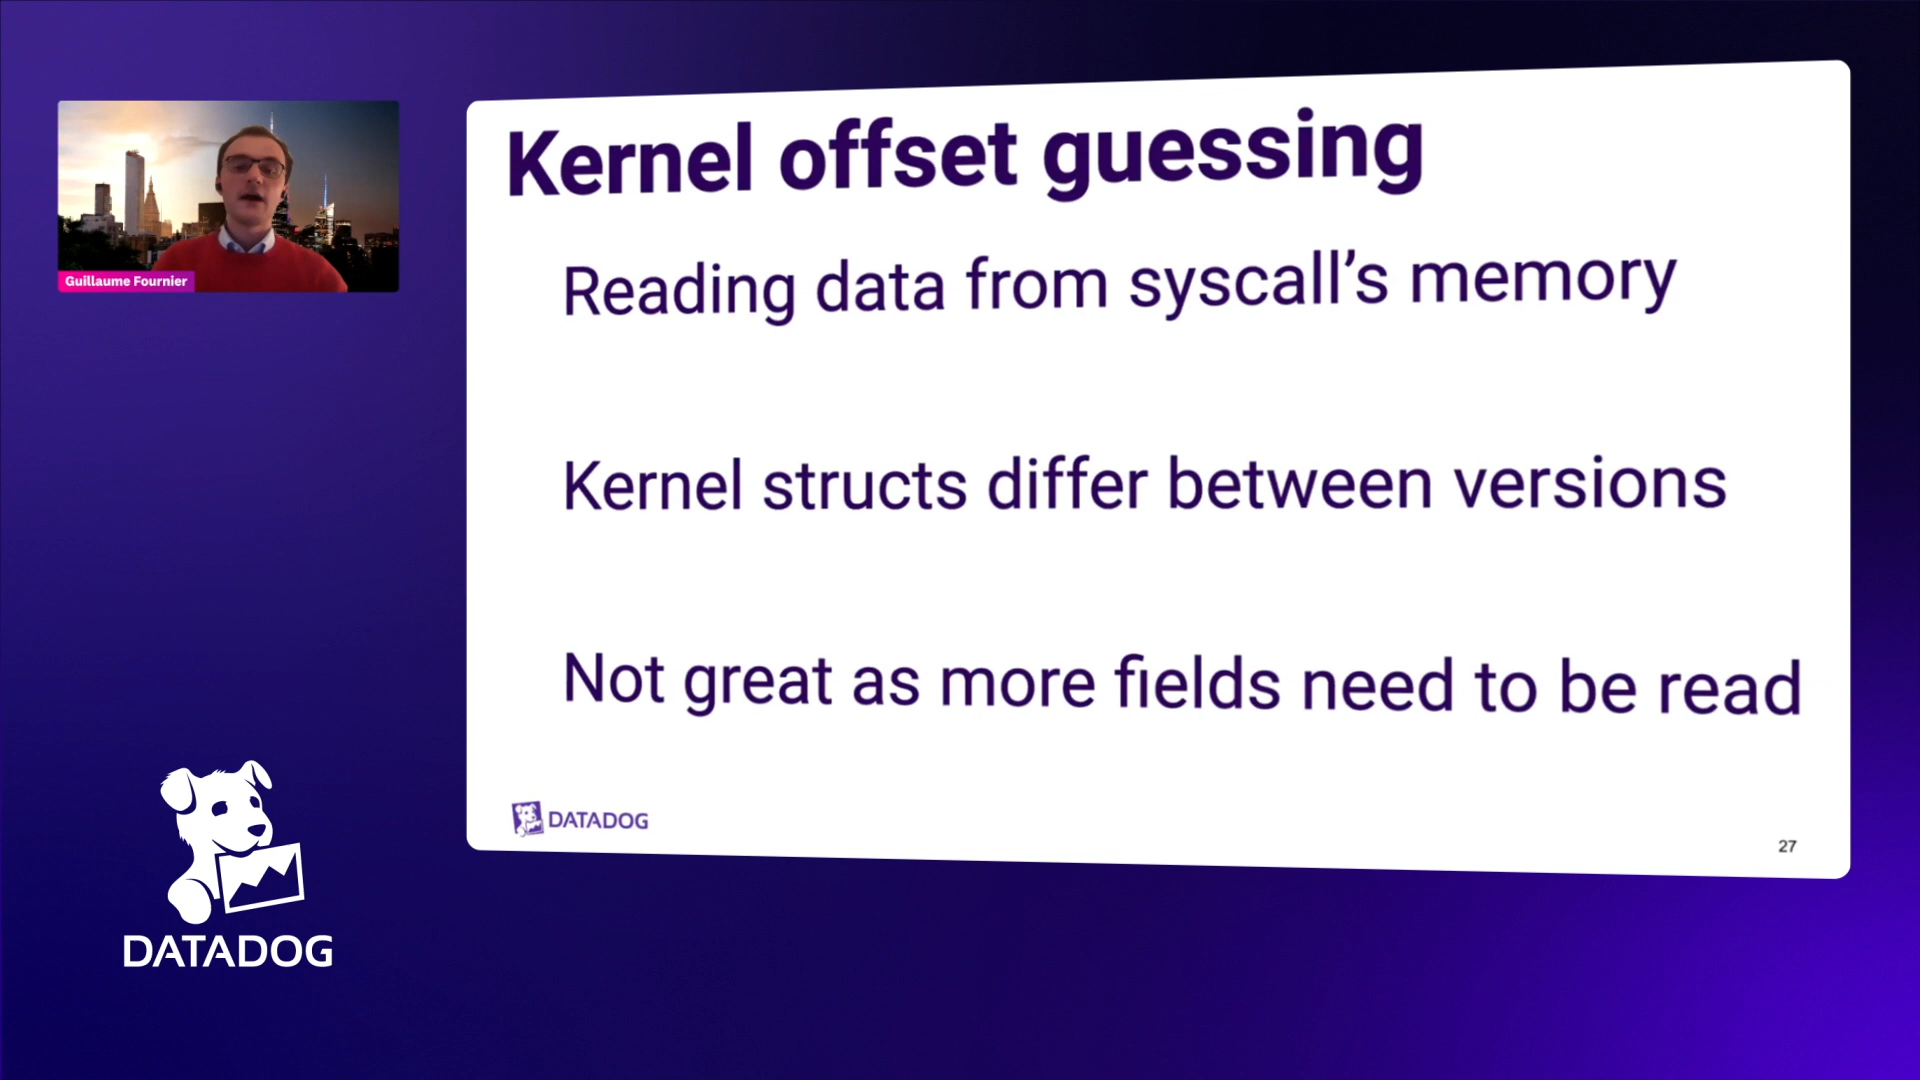 Guillaume Fournier
Kernel offset guessing
Reading data from syscall’s memory
Kernel structs differ between versions
Not great as more fields need to be read
DATADOG
27
DATADOG